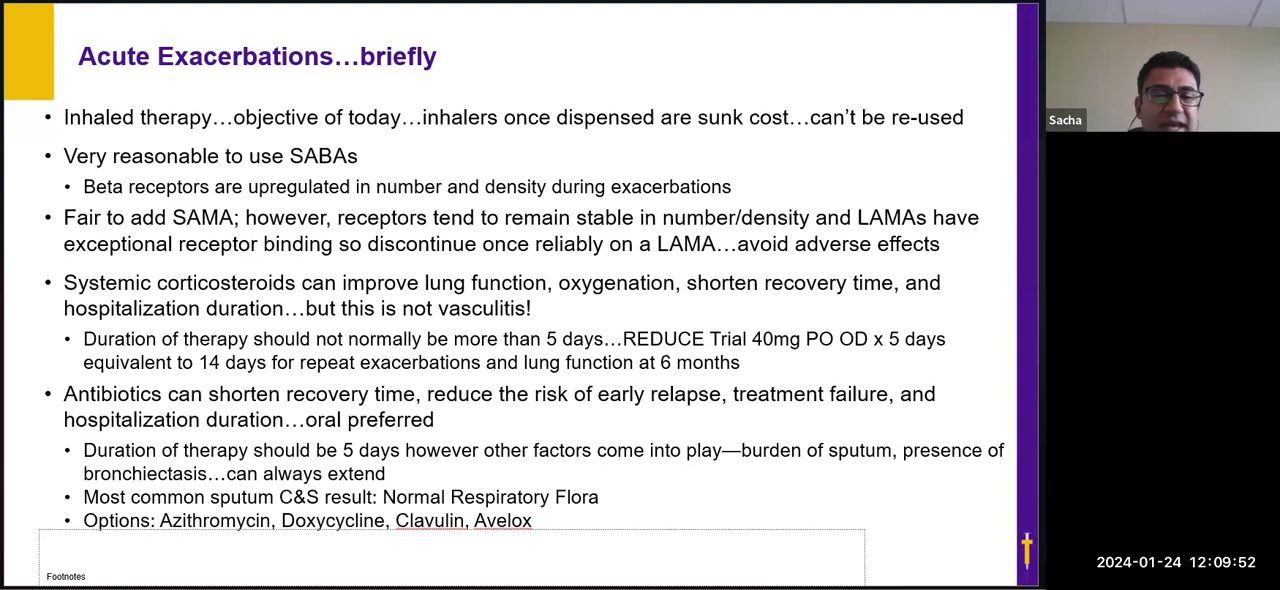 Acute Exacerbations…briefly
• Inhaled therapy…objective of today…inhalers once dispensed are sunk cost…can’t be re-used
• Very reasonable to use SABAs
• Beta receptors are upregulated in number and density during exacerbations
• Fair to add SAMA; however, receptors tend to remain stable in number/density and LAMAs have
exceptional receptor binding so discontinue once reliably on a LAMA…avoid adverse effects
• Systemic corticosteroids can improve lung function, oxygenation, shorten recovery time, and
hospitalization duration…but this is not vasculitis!
• Duration of therapy should not normally be more than 5 days…REDUCE Trial 40mg PO OD x 5 days
equivalent to 14 days for repeat exacerbations and lung function at 6 months
• Antibiotics can shorten recovery time, reduce the risk of early relapse, treatment failure, and
hospitalization duration…oral preferred
• Duration of therapy should be 5 days however other factors come into play—burden of sputum, presence of
bronchiectasis…can always extend
• Most common sputum C&S result: Normal Respiratory Flora
• Options: Azithromycin, Doxycycline, Clavulin, Avelox
Footnotes
Sacha
2024-01-24 12:09:52